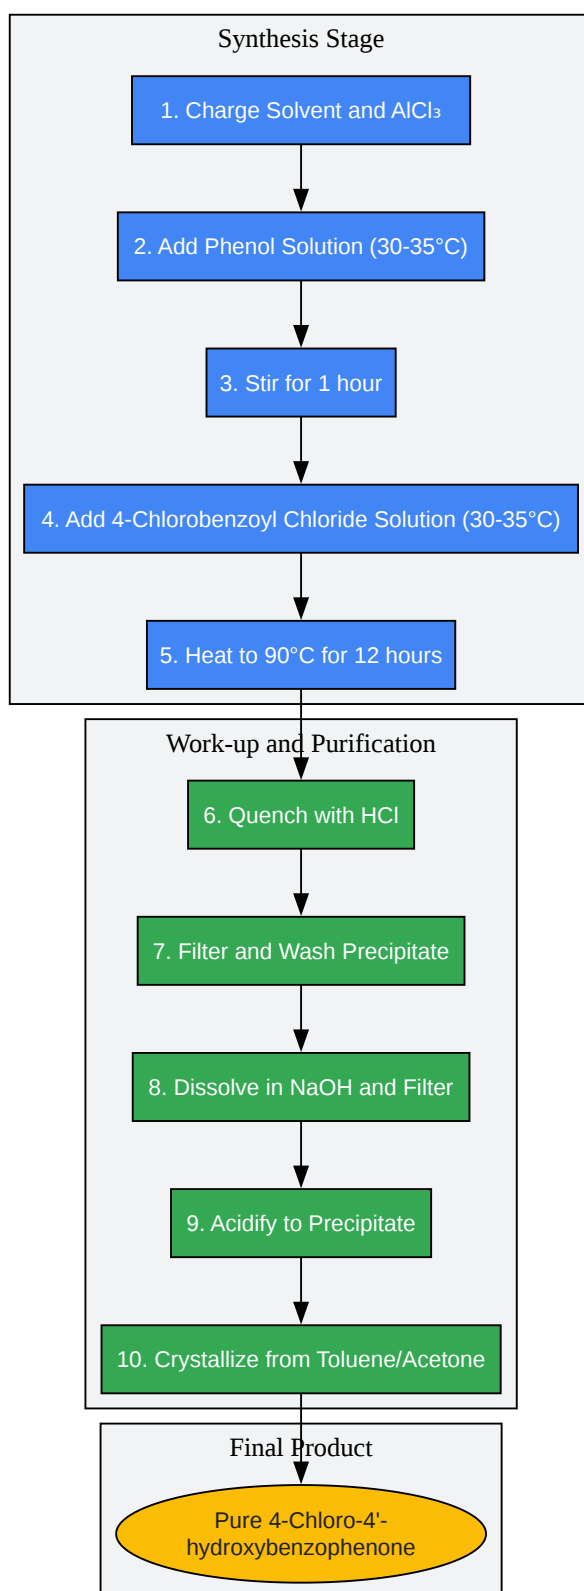 Synthesis Stage
1. Charge Solvent and AlCl₃
2. Add Phenol Solution (30-35°C)
3. Stir for 1 hour
4. Add 4-Chlorobenzoyl Chloride Solution (30-35°C)
5. Heat to 90°C for 12 hours
Work-up and Purification
6. Quench with HCl
7. Filter and Wash Precipitate
8. Dissolve in NaOH and Filter
9. Acidify to Precipitate
10. Crystallize from Toluene/Acetone
Final Product
Pure 4-Chloro-4'-
hydroxybenzophenone